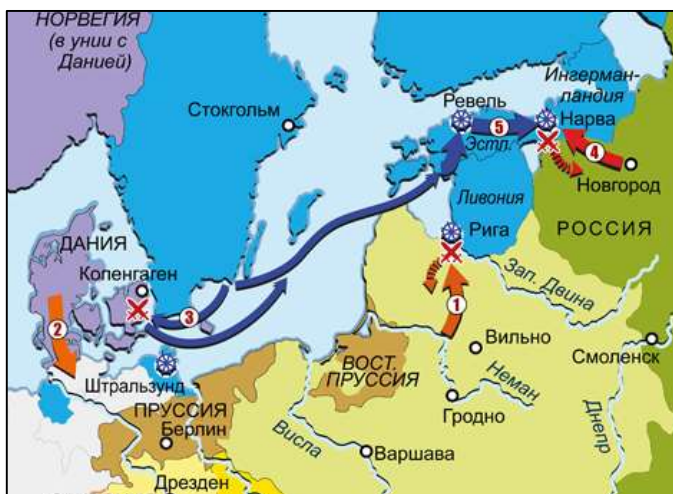 НОРВЕГИЯ
(в унии с
Данией)
Стокгольм
Ревель
5
Эстл.
Ингерман-
ландия
Нарва
4
Новгород
Ливония
Рига
РОССИЯ
ДАНИЯ
Копенгаген
2
3
1
Зап. Двина
Вильно
Смоленск
ВОСТ.
ПРУССИЯ
Штральзунд
ПРУССИЯ
Берлин
Неман
Гродно
Днепр
Висла
Варшава
Дрезден